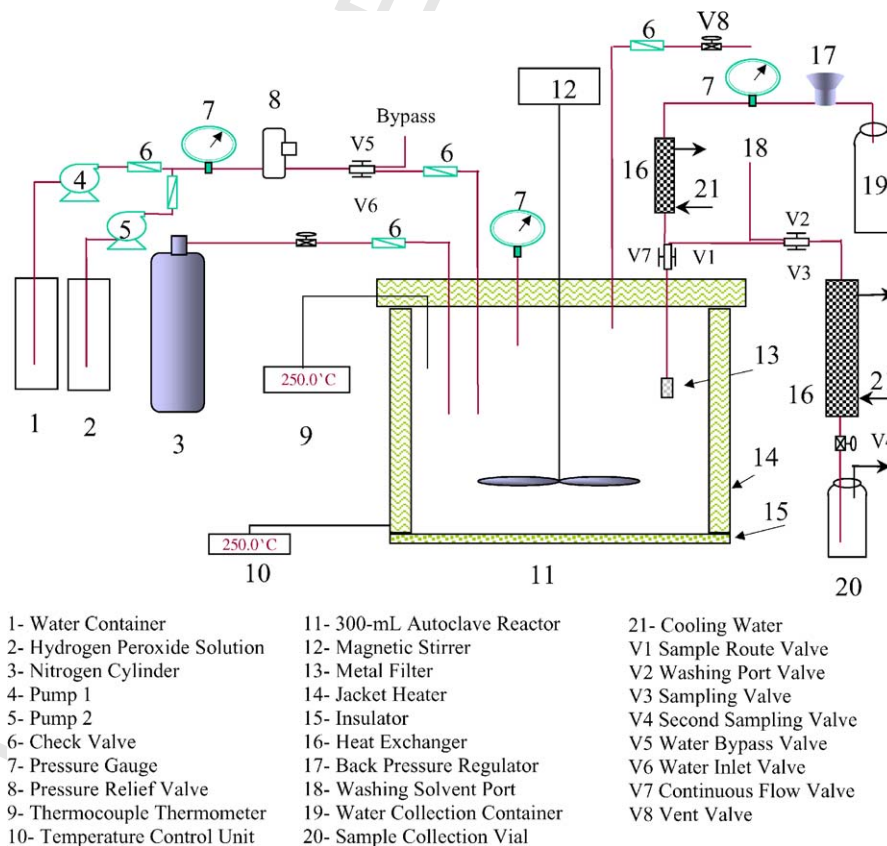 6
V8
17
7
12
8
7
Bypass
V5
6
6
4
16
18
21
19
7
V2
V6
5
6
V7
V1
V3
250.0°C
13
16
2
1
2
3
9
14
V4
250.0°C
15
10
11
20
1- Water Container
2- Hydrogen Peroxide Solution
3- Nitrogen Cylinder
4- Pump 1
5- Pump 2
6- Check Valve
7- Pressure Gauge
8- Pressure Relief Valve
9- Thermocouple Thermometer
10- Temperature Control Unit
11- 300-mL Autoclave Reactor
12- Magnetic Stirrer
13- Metal Filter
14- Jacket Heater
15- Insulator
16- Heat Exchanger
17- Back Pressure Regulator
18- Washing Solvent Port
19- Water Collection Container
20- Sample Collection Vial
21- Cooling Water
V1 Sample Route Valve
V2 Washing Port Valve
V3 Sampling Valve
V4 Second Sampling Valve
V5 Water Bypass Valve
V6 Water Inlet Valve
V7 Continuous Flow Valve
V8 Vent Valve